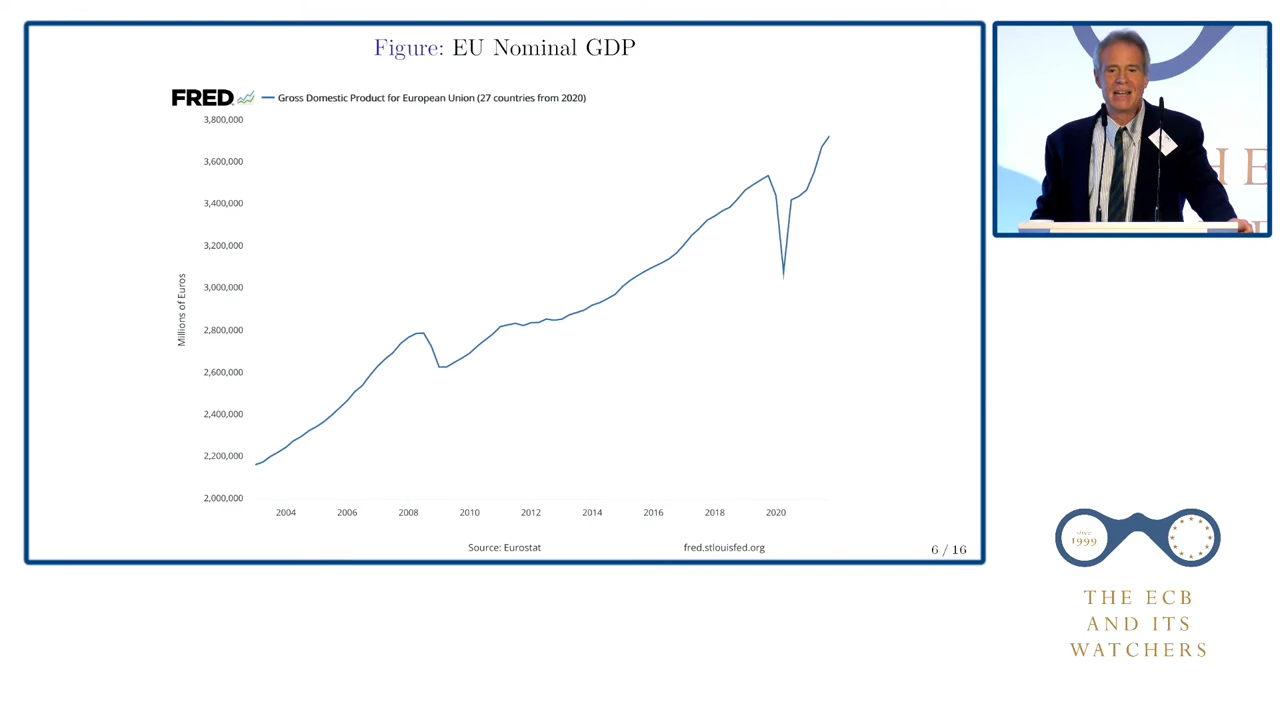 Figure: EU Nominal GDP
FRED
Gross Domestic Product for European Union (27 countries from 2020)
3,800,000
3,600,000
3,400,000
3,200,000
3,000,000
2,800,000
2,600,000
2,400,000
2,200,000
2,000,000
Millions of Euros
2004 2006 2008 2010 2012 2014 2016 2018 2020
Source: Eurostat fred.stlouisfed.org
6 / 16
HE
since
1999
THE ECB
AND ITS
WATCHERS